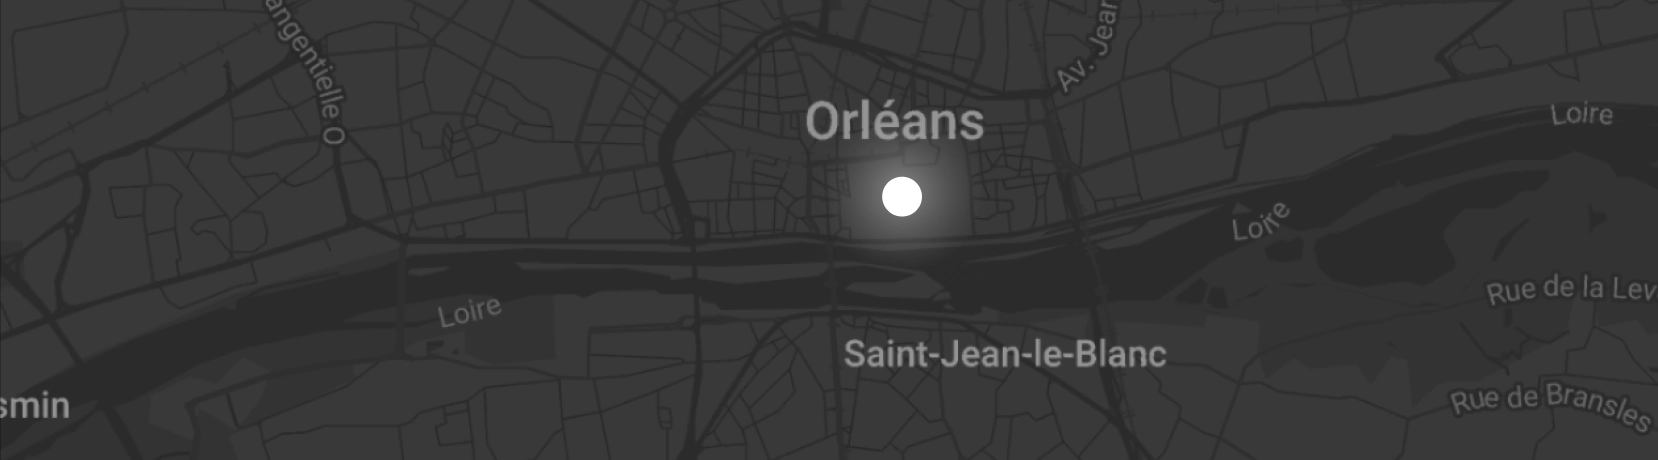 angentielle O
Av. Jean
Orléans
Loire
Loire
Rue de la Lev
Loire
Saint-Jean-le-Blanc
smin
Rue de Bransles